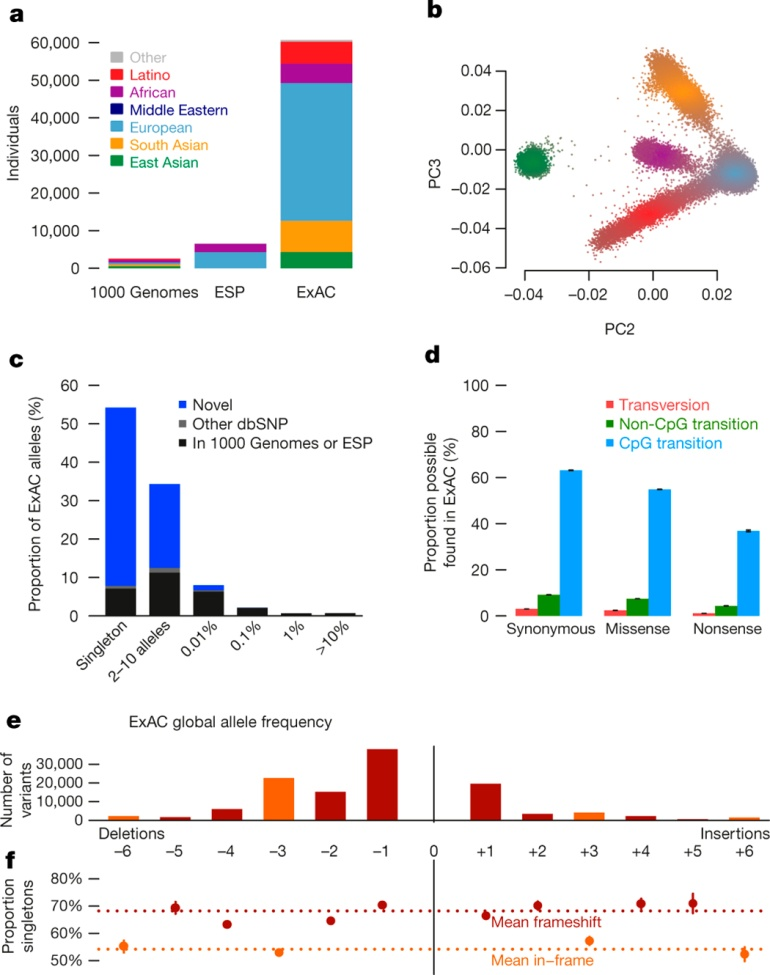 a
60,000
50,000
40,000
30,000
20,000
10,000
0
Individuals
Other
Latino
African
Middle Eastern
European
South Asian
East Asian
1000 Genomes
ESP
ExAC
b
0.04
0.02
0.00
−0.02
−0.04
−0.06
PC3
−0.04
−0.02
0.00
0.02
PC2
c
60
50
40
30
20
10
0
Proportion of ExAC alleles (%)
Novel
Other dbSNP
In 1000 Genomes or ESP
Singleton
2–10 alleles
0.01%
0.1%
1%
>10%
ExAC global allele frequency
d
100
80
60
40
20
0
Proportion possible
found in ExAC (%)
Transversion
Non-CpG transition
CpG transition
Synonymous
Missense
Nonsense
e
30,000
20,000
10,000
0
Number of
variants
Deletions
Insertions
−6 −5 −4 −3 −2 −1 0 +1 +2 +3 +4 +5 +6
f
80%
70%
60%
50%
Proportion
singletons
Mean frameshift
Mean in−frame